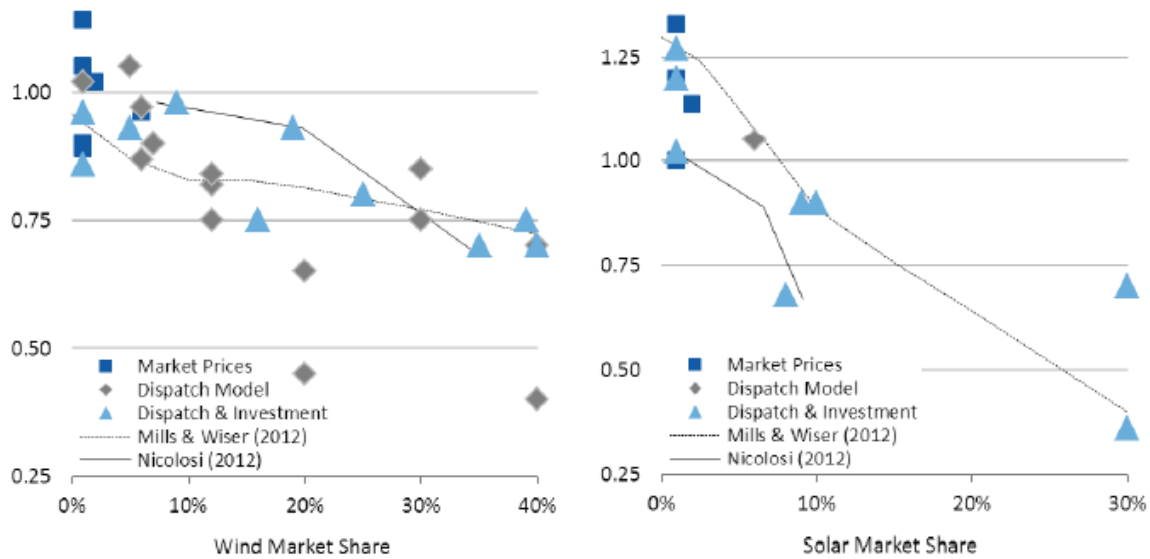 1.00
0.75
0.50
0.25
Market Prices
Dispatch Model
Dispatch & Investment
Mills & Wiser (2012)
Nicolosi (2012)
0%
10%
20%
30%
40%
Wind Market Share
1.25
1.00
0.75
0.50
0.25
Market Prices
Dispatch Model
Dispatch & Investment
Mills & Wiser (2012)
Nicolosi (2012)
0%
10%
20%
30%
Solar Market Share